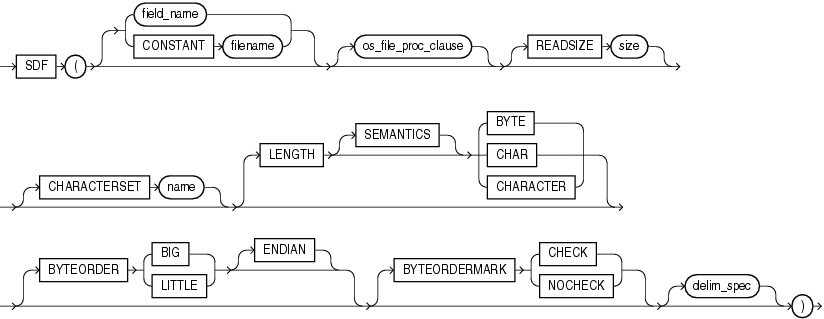 field_name
CONSTANT filename os_file_proc_clause READSIZE size
SDF (
SEMANTICS BYTE
LENGTH CHAR
CHARACTERSET name CHARACTER
BIG ENDIAN CHECK
BYTEORDER BYTEORDERMARK
LITTLE NOCHECK delim_spec
)